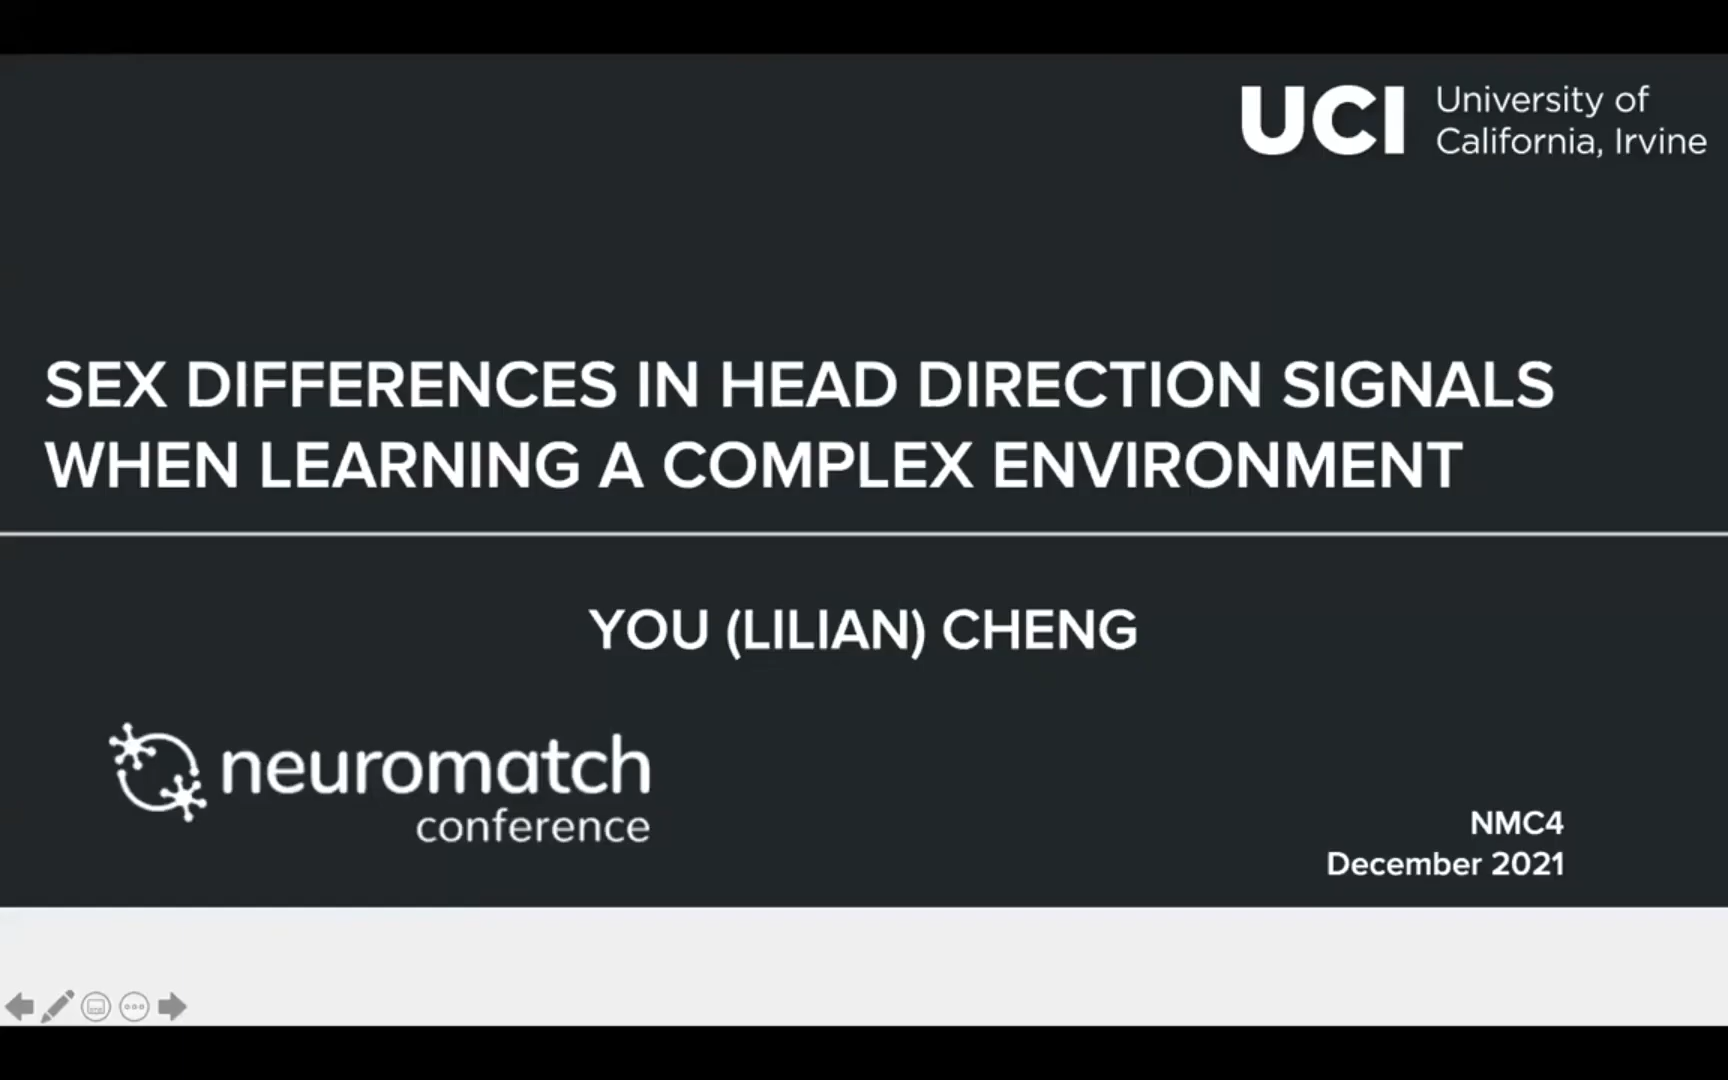 UCI
University of
California, Irvine
SEX DIFFERENCES IN HEAD DIRECTION SIGNALS
WHEN LEARNING A COMPLEX ENVIRONMENT
YOU (LILIAN) CHENG
neuromatch
conference
NMC4
December 2021